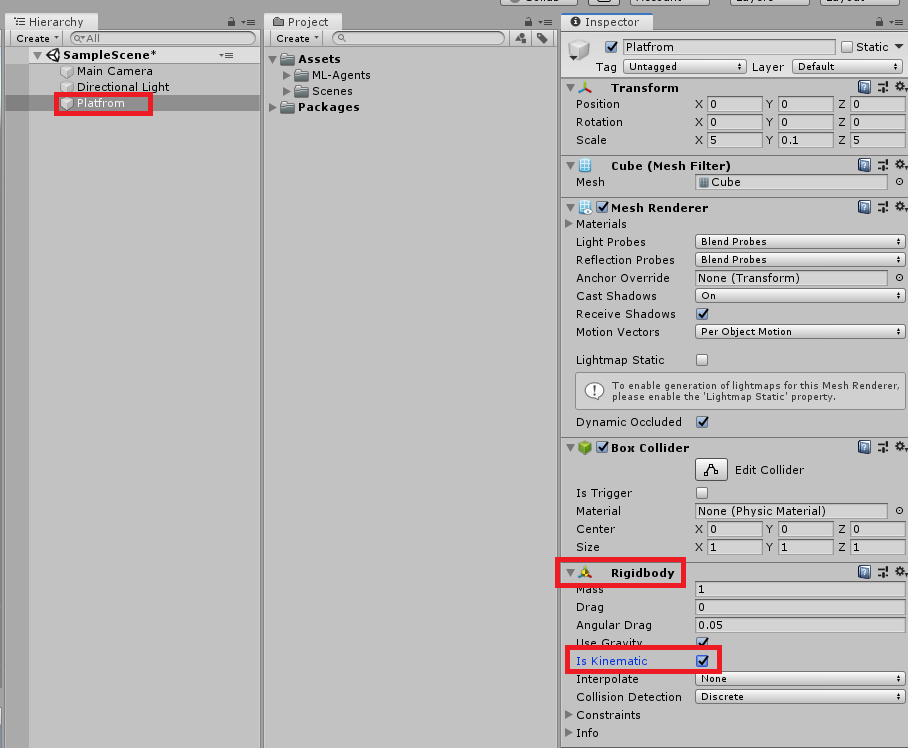 Collab
Account
Layers
Layout
Hierarchy
Create
All
SampleScene*
Main Camera
Directional Light
Platfrom
Project
Create
Assets
ML-Agents
Scenes
Packages
Inspector
Platfrom
Static
Tag Untagged Layer Default
Transform
Position X 0 Y 0 Z 0
Rotation X 0 Y 0 Z 0
Scale X 5 Y 0.1 Z 5
Cube (Mesh Filter)
Mesh Cube
Mesh Renderer
Materials
Light Probes Blend Probes
Reflection Probes Blend Probes
Anchor Override None (Transform)
Cast Shadows On
Receive Shadows
Motion Vectors Per Object Motion
Lightmap Static
To enable generation of lightmaps for this Mesh Renderer,
please enable the 'Lightmap Static' property.
Dynamic Occluded
Box Collider
Edit Collider
Is Trigger
Material None (Physic Material)
Center X 0 Y 0 Z 0
Size X 1 Y 1 Z 1
Rigidbody
Mass 1
Drag 0
Angular Drag 0.05
Use Gravity
Is Kinematic
Interpolate None
Collision Detection Discrete
Constraints
Info